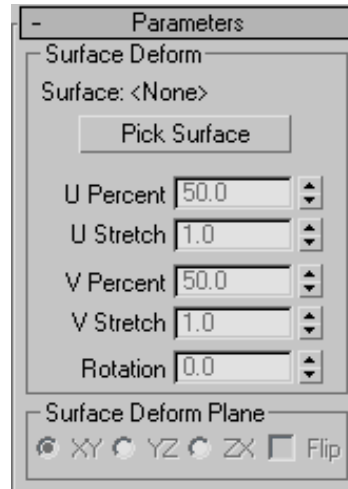 - Parameters
Surface Deform
Surface: <None>
Pick Surface
U Percent 50.0
U Stretch 1.0
V Percent 50.0
V Stretch 1.0
Rotation 0.0
Surface Deform Plane
XY YZ ZX Flip